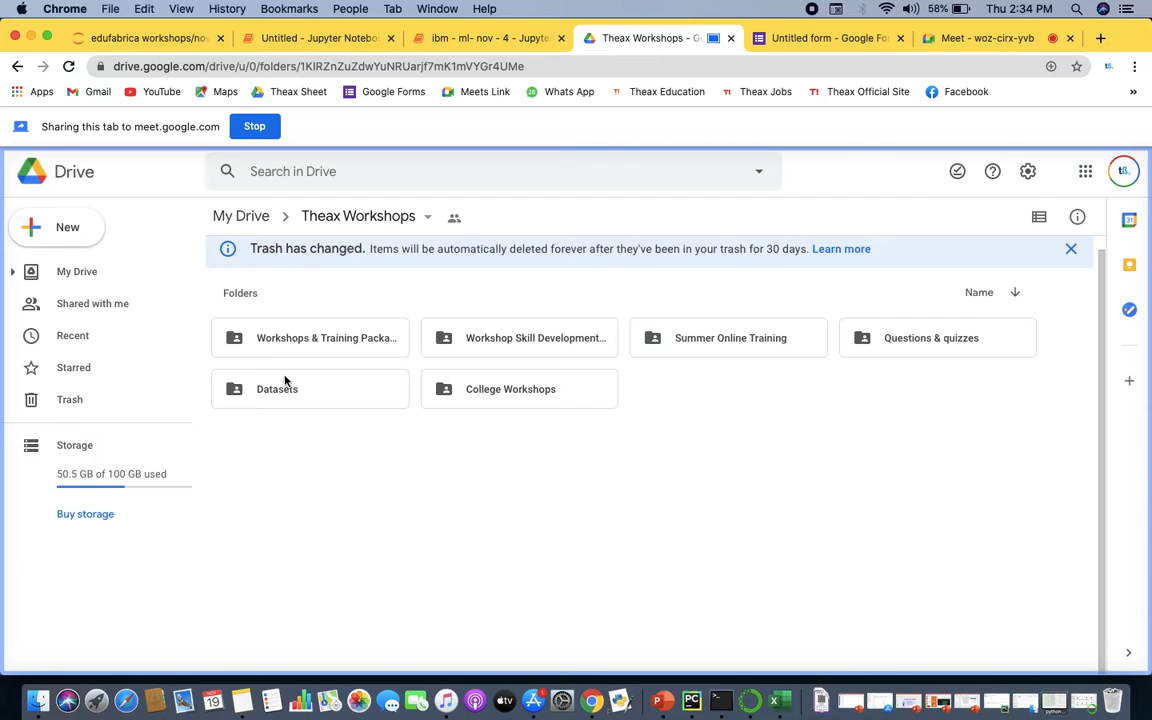 Chrome File Edit View History Bookmarks People Tab Window Help 58% Thu 2:34 PM
edufabrica workshops/nov Untitled - Jupyter Notebo ibm - ml- nov - 4 - Jupyte Theax Workshops - G Untitled form - Google Fo Meet - woz-cirx-yvb
drive.google.com/drive/u/0/folders/1KIRZnZuZdwYuNRUarjf7mK1mVYGr4UMe
Apps Gmail YouTube Maps Theax Sheet Google Forms Meets Link Whats App Theax Education Theax Jobs Theax Official Site Facebook
Sharing this tab to meet.google.com Stop
Drive Search in Drive
New My Drive Theax Workshops
Trash has changed. Items will be automatically deleted forever after they've been in your trash for 30 days. Learn more
My Drive
Folders Name
Shared with me
Recent Workshops & Training Packa... Workshop Skill Development... Summer Online Training Questions & quizzes
Starred
Datasets College Workshops
Trash
Storage
50.5 GB of 100 GB used
Buy storage